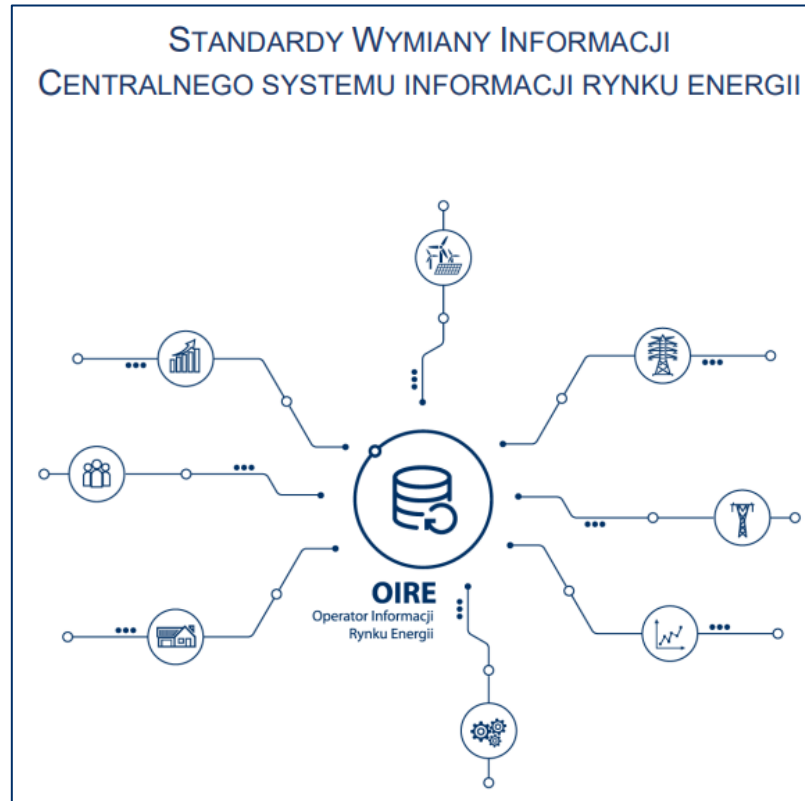 STANDARDY WYMIANY INFORMACJI
CENTRALNEGO SYSTEMU INFORMACJI RYNKU ENERGII
OIRE
Operator Informacji
Rynku Energii